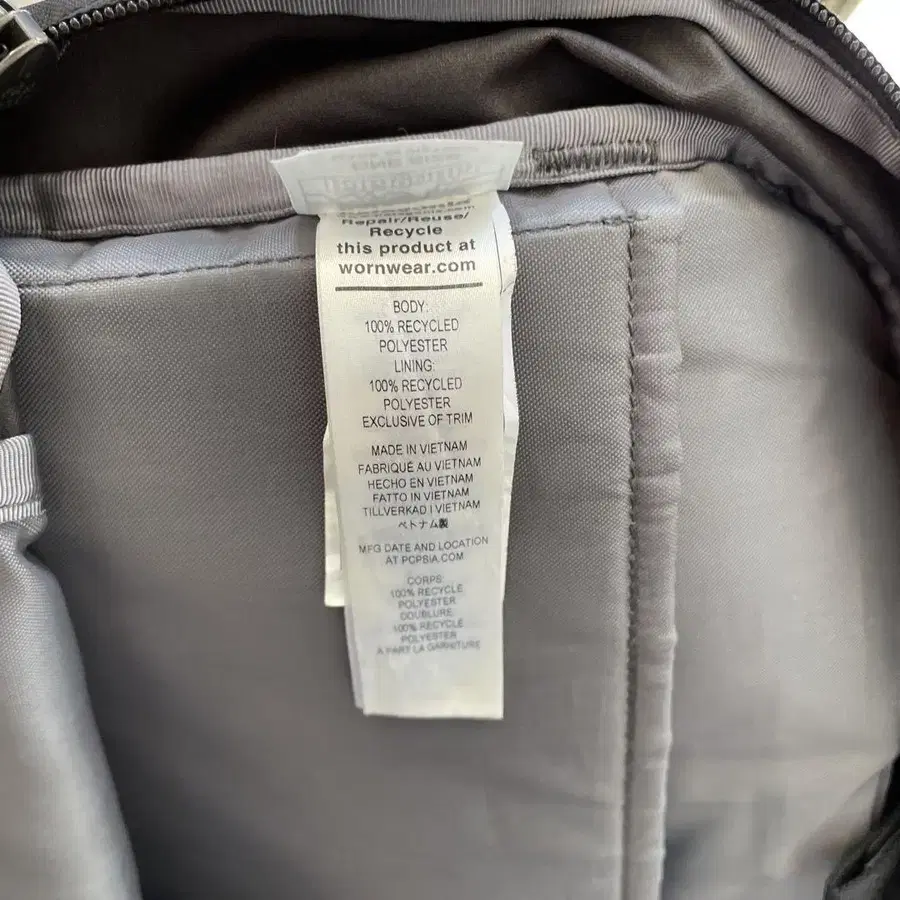 Repair/Reuse/
Recycle
this product at
wornwear.com
BODY:
100% RECYCLED
POLYESTER
LINING:
100% RECYCLED
POLYESTER
EXCLUSIVE OF TRIM
MADE IN VIETNAM
FABRIQUÉ AU VIETNAM
HECHO EN VIETNAM
FATTO IN VIETNAM
TILLVERKAD I VIETNAM
ベトナム製
MFG DATE AND LOCATION
AT PCPSIA.COM
CORPS:
100% RECYCLE
POLYESTER
DOUBLURE:
100% RECYCLE
POLYESTER
A PART LA GARNITURE